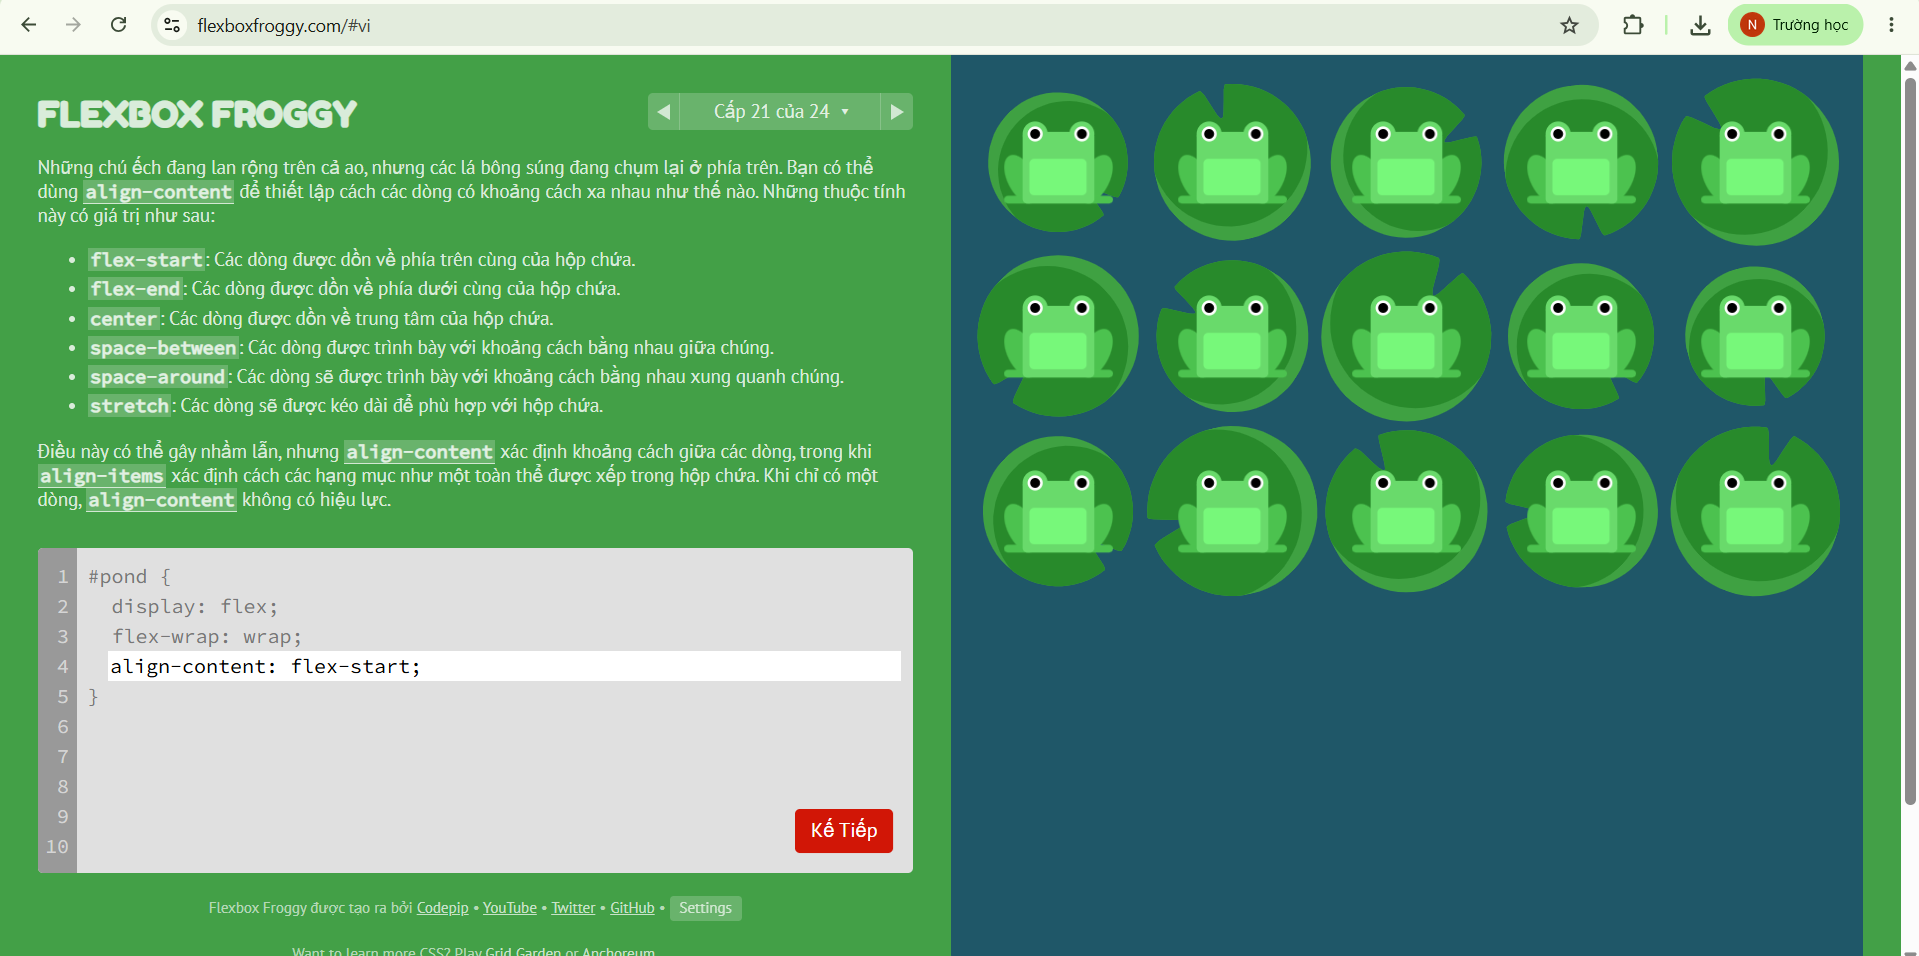 flexboxfroggy.com/#vi
N Trường học
FLEXBOX FROGGY
Cấp 21 của 24
Những chú ếch đang lan rộng trên cả ao, nhưng các lá bông súng đang chụm lại ở phía trên. Bạn có thể
dùng align-content để thiết lập cách các dòng có khoảng cách xa nhau như thế nào. Những thuộc tính
này có giá trị như sau:
• flex-start: Các dòng được dồn về phía trên cùng của hộp chứa.
• flex-end: Các dòng được dồn về phía dưới cùng của hộp chứa.
• center: Các dòng được dồn về trung tâm của hộp chứa.
• space-between: Các dòng được trình bày với khoảng cách bằng nhau giữa chúng.
• space-around: Các dòng sẽ được trình bày với khoảng cách bằng nhau xung quanh chúng.
• stretch: Các dòng sẽ được kéo dài để phù hợp với hộp chứa.
Điều này có thể gây nhầm lẫn, nhưng align-content xác định khoảng cách giữa các dòng, trong khi
align-items xác định cách các hạng mục như một toàn thể được xếp trong hộp chứa. Khi chỉ có một
dòng, align-content không có hiệu lực.
1 #pond {
2 display: flex;
3 flex-wrap: wrap;
4 align-content: flex-start;
5 }
6
7
8
9
10
Kế Tiếp
Flexbox Froggy được tạo ra bởi Codepip • YouTube • Twitter • GitHub • Settings
Want to learn more CSS? Play Grid Garden or Anchoreum